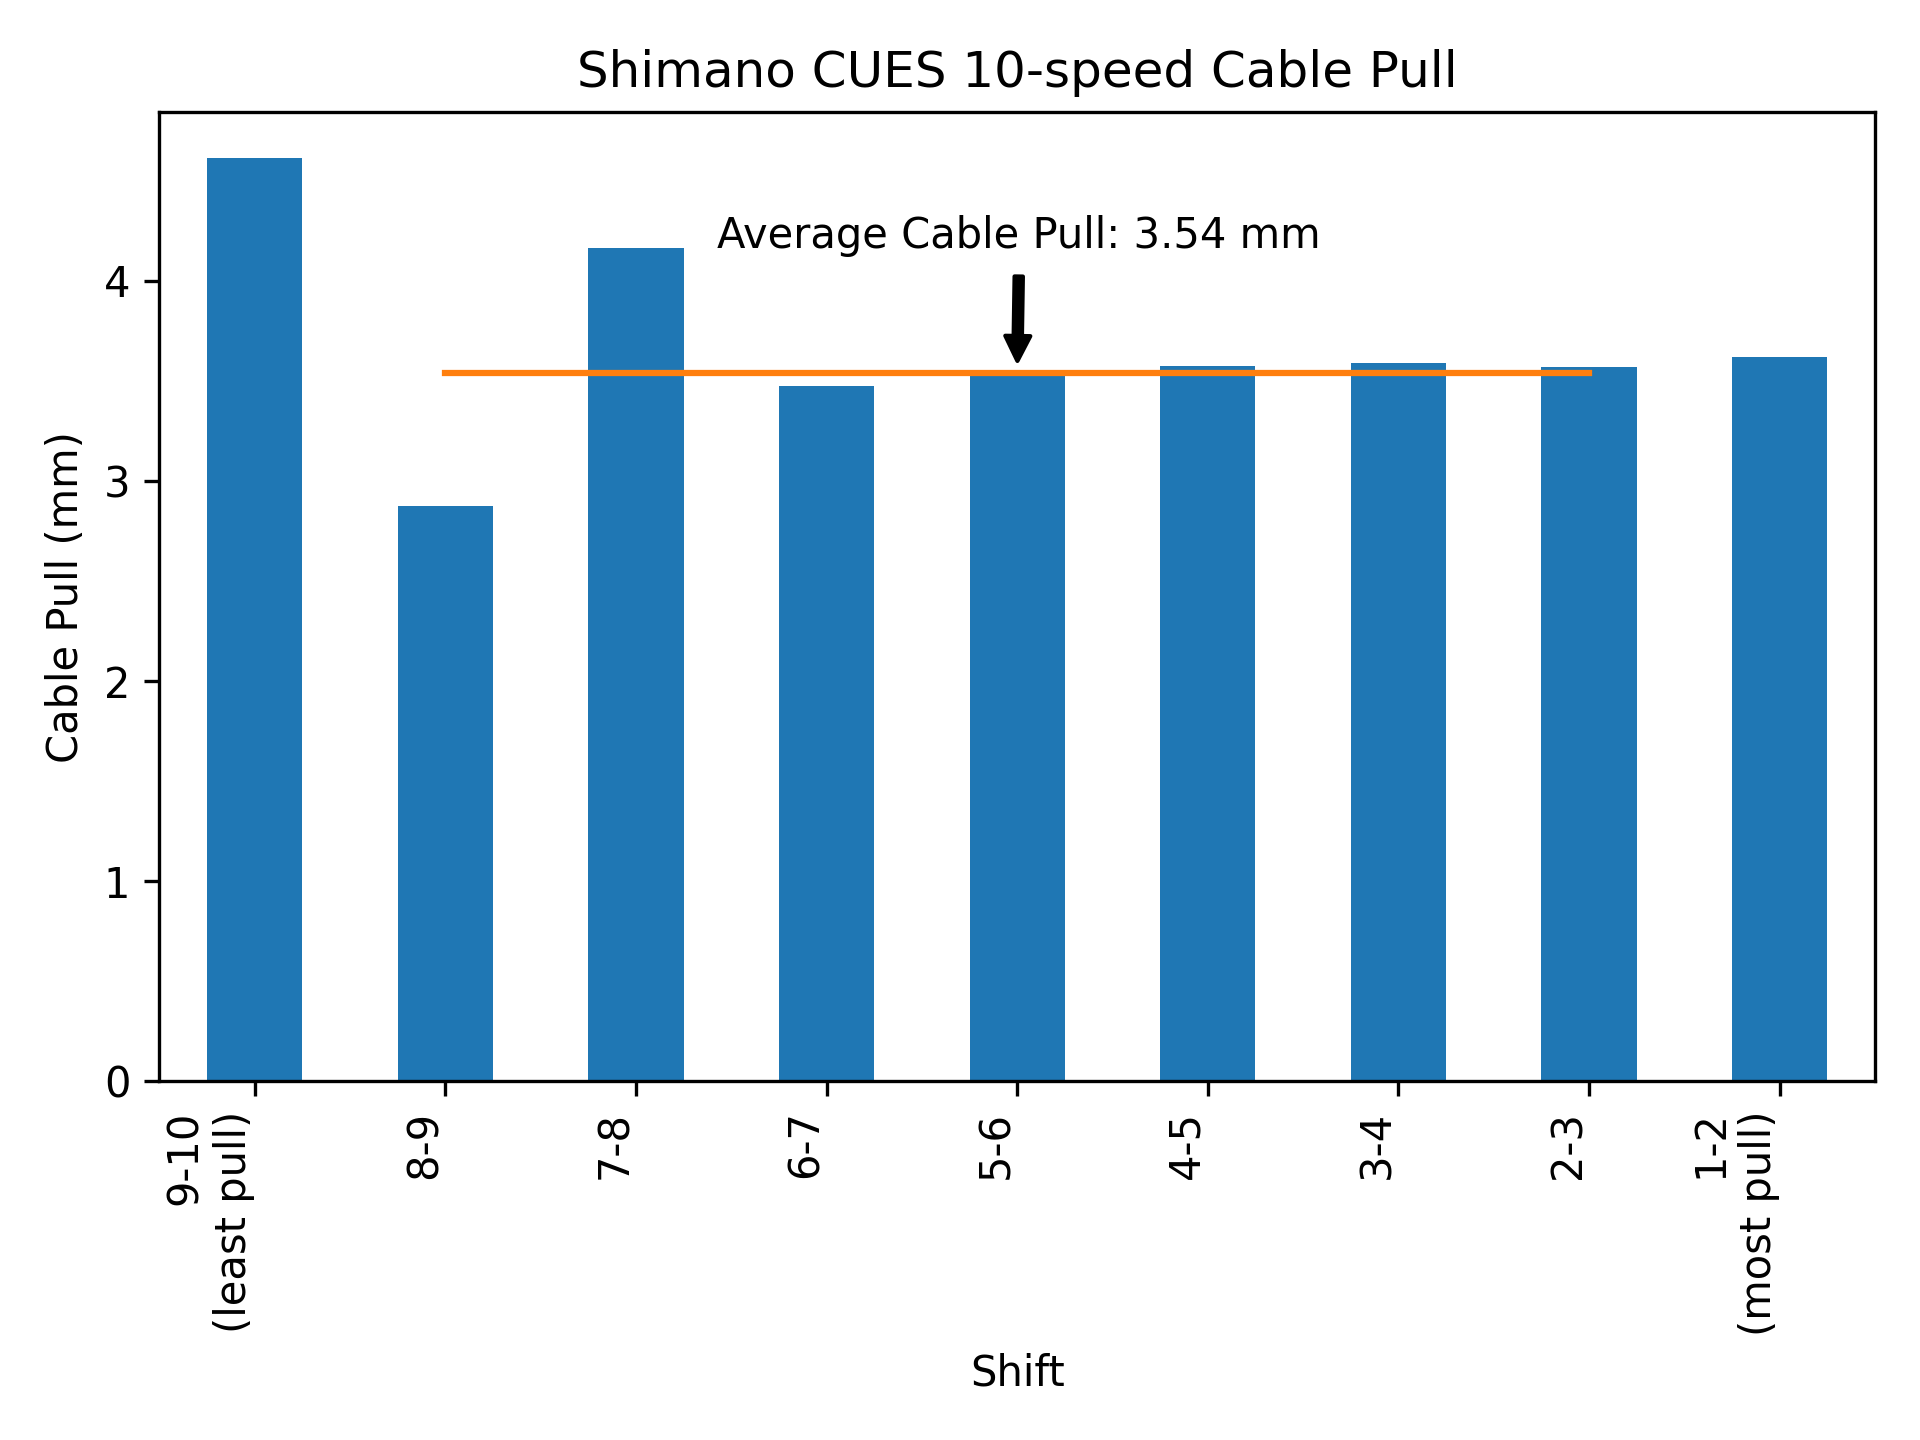 Shimano CUES 10-speed Cable Pull
Average Cable Pull: 3.54 mm
Cable Pull (mm)
4
3
2
1
0
9-10
(least pull)
8-9
7-8
6-7
5-6
4-5
3-4
2-3
1-2
(most pull)
Shift